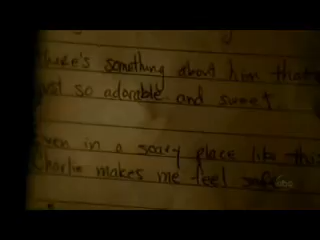 There's something about him that
just so adorable and sweet
Even in a scary place like this
Charlie makes me feel safe
abc